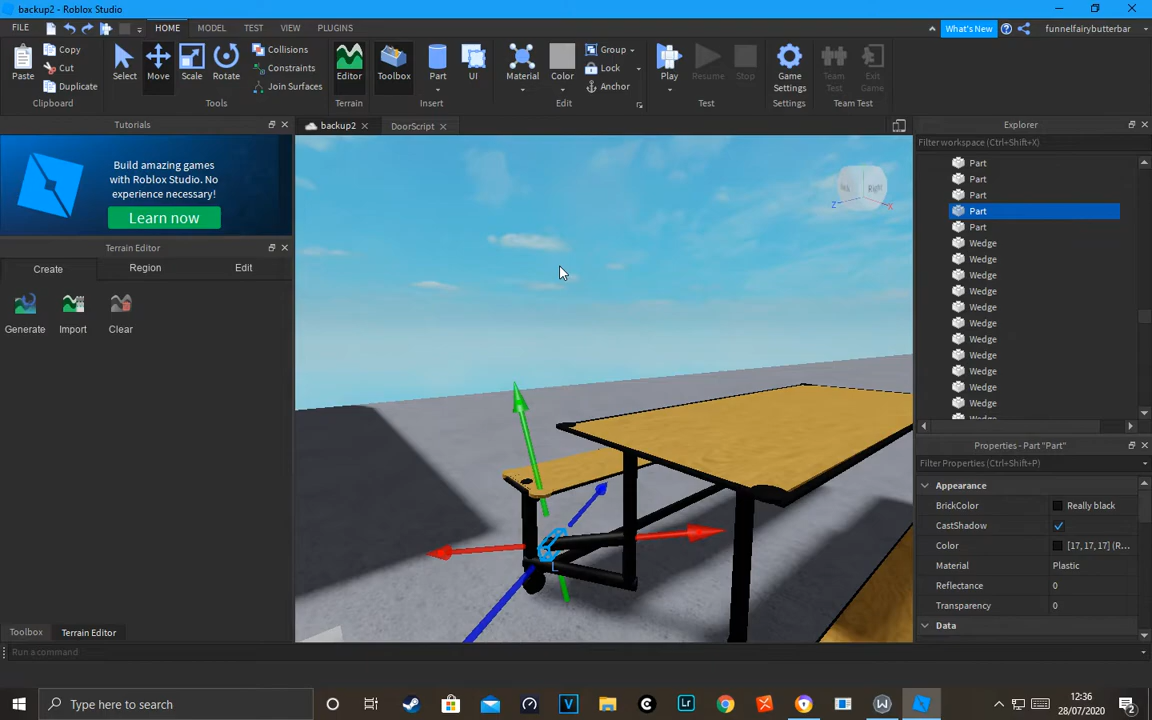 backup2 - Roblox Studio
FILE HOME MODEL TEST VIEW PLUGINS What's New funnelfairybutterbar
Paste Copy Cut Duplicate Select Move Scale Rotate Collisions Constraints Join Surfaces Editor Toolbox Part UI Material Color Group Lock Anchor Play Resume Stop Game Settings Team Test Exit Game
Clipboard Tools Terrain Insert Edit Test Settings Team Test
Tutorials
Build amazing games
with Roblox Studio. No
experience necessary!
Learn now
Terrain Editor
Create Region Edit
Generate Import Clear
Toolbox Terrain Editor
backup2 DoorScript
Right
Z X
L
Explorer
Filter workspace (Ctrl+Shift+X)
Part
Part
Part
Part
Part
Wedge
Wedge
Wedge
Wedge
Wedge
Wedge
Wedge
Wedge
Wedge
Wedge
Wedge
Properties - Part "Part"
Filter Properties (Ctrl+Shift+P)
Appearance
BrickColor Really black
CastShadow
Color [17, 17, 17] (R...
Material Plastic
Reflectance 0
Transparency 0
Data
Run a command
Type here to search
12:36
28/07/2020
2